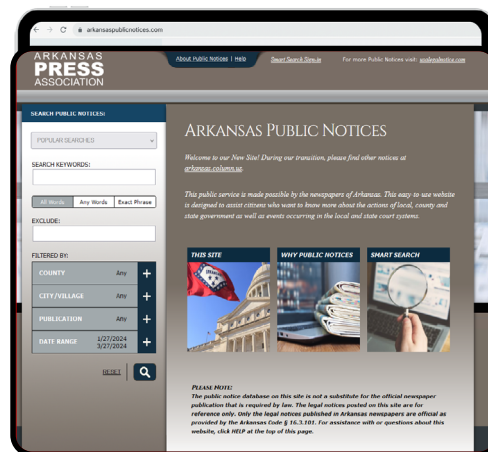 arkansaspublicnotices.com
ARKANSAS
PRESS
ASSOCIATION
About Public Notices | Help
Smart Search Sign-in
For more Public Notices visit: usalegalnotice.com
SEARCH PUBLIC NOTICES:
POPULAR SEARCHES
SEARCH KEYWORDS:
All Words Any Words Exact Phrase
EXCLUDE:
FILTERED BY:
COUNTY Any +
CITY/VILLAGE Any +
PUBLICATION Any +
DATE RANGE 1/27/2024 +
3/27/2024
RESET
ARKANSAS PUBLIC NOTICES
Welcome to our New Site! During our transition, please find other notices at
arkansas.column.us.
This public service is made possible by the newspapers of Arkansas. This easy to use website
is designed to assist citizens who want to know more about the actions of local, county and
state government as well as events occurring in the local and state court systems.
THIS SITE
WHY PUBLIC NOTICES
SMART SEARCH
PLEASE NOTE:
The public notice database on this site is not a substitute for the official newspaper
publication that is required by law. The legal notices posted on this site are for
reference only. Only the legal notices published in Arkansas newspapers are official as
provided by the Arkansas Code § 16.3.101. For assistance with or questions about this
website, click HELP at the top of this page.